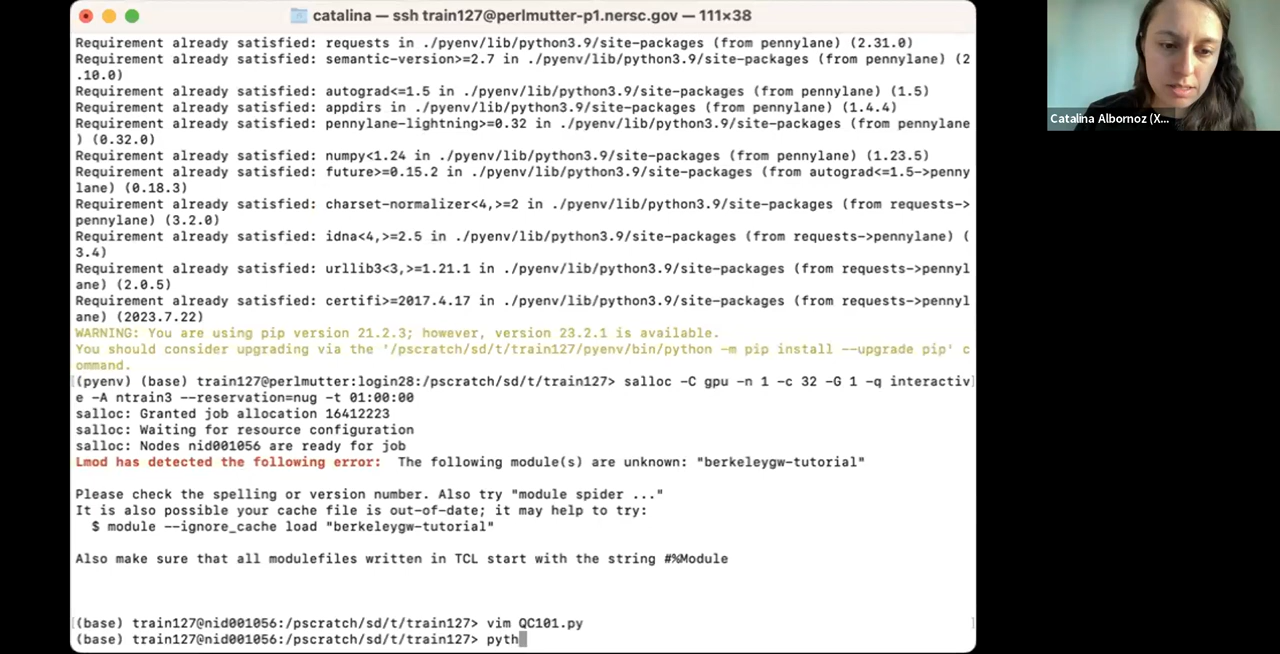 catalina — ssh train127@perlmutter-p1.nersc.gov — 111×38
Requirement already satisfied: requests in ./pyenv/lib/python3.9/site-packages (from pennylane) (2.31.0)
Requirement already satisfied: semantic-version>=2.7 in ./pyenv/lib/python3.9/site-packages (from pennylane) (2
.10.0)
Requirement already satisfied: autograd<=1.5 in ./pyenv/lib/python3.9/site-packages (from pennylane) (1.5)
Requirement already satisfied: appdirs in ./pyenv/lib/python3.9/site-packages (from pennylane) (1.4.4)
Requirement already satisfied: pennylane-lightning>=0.32 in ./pyenv/lib/python3.9/site-packages (from pennylane
) (0.32.0)
Requirement already satisfied: numpy<1.24 in ./pyenv/lib/python3.9/site-packages (from pennylane) (1.23.5)
Requirement already satisfied: future>=0.15.2 in ./pyenv/lib/python3.9/site-packages (from autograd<=1.5->penny
lane) (0.18.3)
Requirement already satisfied: charset-normalizer<4,>=2 in ./pyenv/lib/python3.9/site-packages (from requests->
pennylane) (3.2.0)
Requirement already satisfied: idna<4,>=2.5 in ./pyenv/lib/python3.9/site-packages (from requests->pennylane) (
3.4)
Requirement already satisfied: urllib3<3,>=1.21.1 in ./pyenv/lib/python3.9/site-packages (from requests->pennyl
ane) (2.0.5)
Requirement already satisfied: certifi>=2017.4.17 in ./pyenv/lib/python3.9/site-packages (from requests->pennyl
ane) (2023.7.22)
WARNING: You are using pip version 21.2.3; however, version 23.2.1 is available.
You should consider upgrading via the '/pscratch/sd/t/train127/pyenv/bin/python -m pip install --upgrade pip' c
ommand.
[(pyenv) (base) train127@perlmutter:login28:/pscratch/sd/t/train127> salloc -C gpu -n 1 -c 32 -G 1 -q interactiv]
e -A ntrain3 --reservation=nug -t 01:00:00
salloc: Granted job allocation 16412223
salloc: Waiting for resource configuration
salloc: Nodes nid001056 are ready for job
Lmod has detected the following error:  The following module(s) are unknown: "berkeleygw-tutorial"
Please check the spelling or version number. Also try "module spider ..."
It is also possible your cache file is out-of-date; it may help to try:
  $ module --ignore_cache load "berkeleygw-tutorial"
Also make sure that all modulefiles written in TCL start with the string #%Module
[(base) train127@nid001056:/pscratch/sd/t/train127> vim QC101.py ]
(base) train127@nid001056:/pscratch/sd/t/train127> pyth
Catalina Albornoz (X...